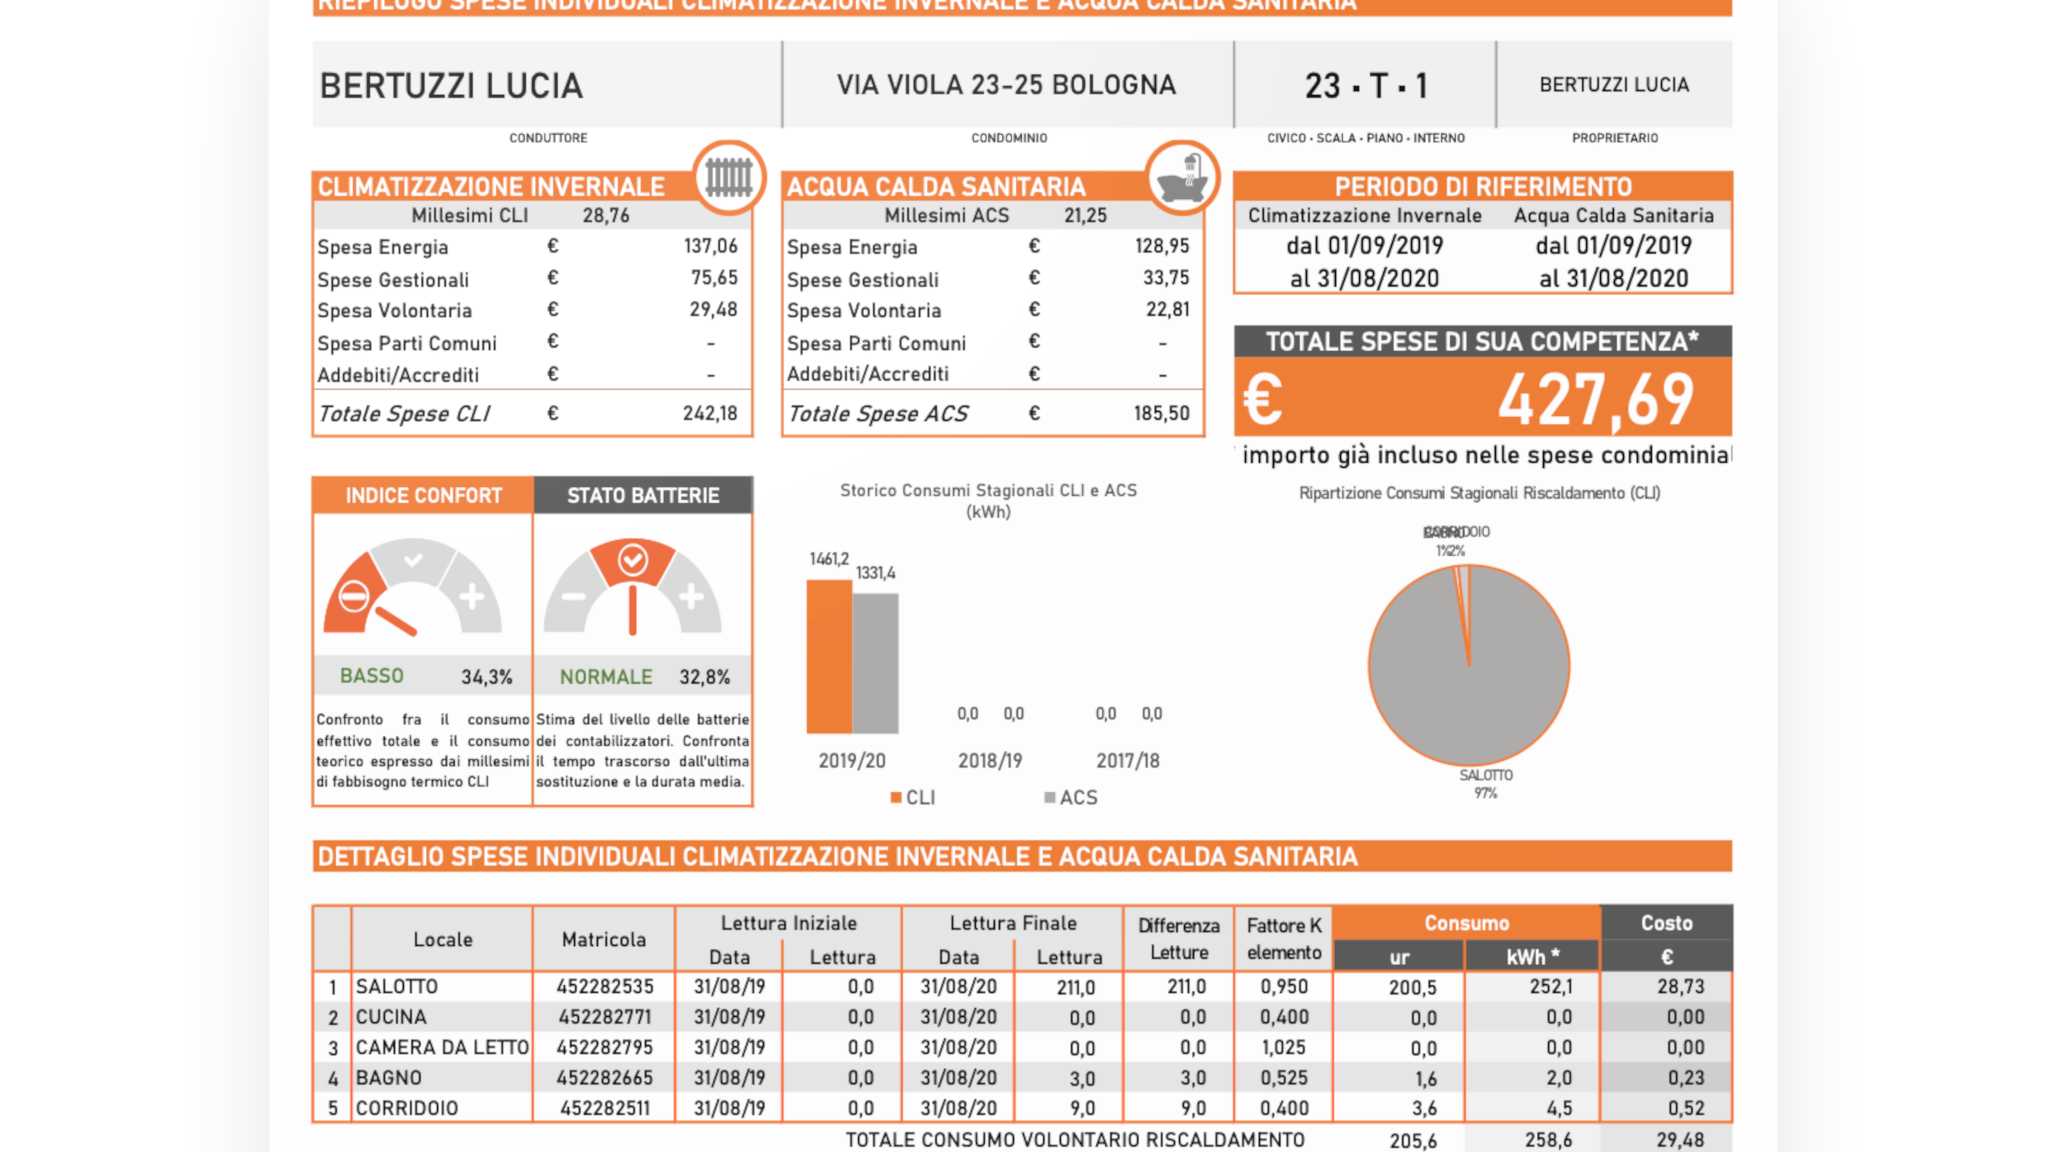 RIEPILOGO SPESE INDIVIDUALI CLIMATIZZAZIONE INVERNALE E ACQUA CALDA SANITARIA
BERTUZZI LUCIA VIA VIOLA 23-25 BOLOGNA 23 · T · 1 BERTUZZI LUCIA
CONDUTTORE CONDOMINIO CIVICO · SCALA · PIANO · INTERNO PROPRIETARIO
CLIMATIZZAZIONE INVERNALE
Millesimi CLI 28,76
Spesa Energia € 137,06
Spese Gestionali € 75,65
Spesa Volontaria € 29,48
Spesa Parti Comuni € -
Addebiti/Accrediti € -
Totale Spese CLI € 242,18
ACQUA CALDA SANITARIA
Millesimi ACS 21,25
Spesa Energia € 128,95
Spese Gestionali € 33,75
Spesa Volontaria € 22,81
Spesa Parti Comuni € -
Addebiti/Accrediti € -
Totale Spese ACS € 185,50
PERIODO DI RIFERIMENTO
Climatizzazione Invernale Acqua Calda Sanitaria
dal 01/09/2019 dal 01/09/2019
al 31/08/2020 al 31/08/2020
TOTALE SPESE DI SUA COMPETENZA*
€ 427,69
importo già incluso nelle spese condominial
INDICE CONFORT
BASSO 34,3%
Confronto fra il consumo
effettivo totale e il consumo
teorico espresso dai millesimi
di fabbisogno termico CLI
STATO BATTERIE
NORMALE 32,8%
Stima del livello delle batterie
dei contabilizzatori. Confronta
il tempo trascorso dall'ultima
sostituzione e la durata media.
Storico Consumi Stagionali CLI e ACS
(kWh)
1461,2
1331,4
0,0 0,0 0,0 0,0
2019/20 2018/19 2017/18
CLI ACS
Ripartizione Consumi Stagionali Riscaldamento (CLI)
BAGNO CORRIDOIO
1% 2%
SALOTTO
97%
DETTAGLIO SPESE INDIVIDUALI CLIMATIZZAZIONE INVERNALE E ACQUA CALDA SANITARIA
Locale Matricola Lettura Iniziale Lettura Finale Differenza Letture Fattore K elemento Consumo Costo
Data Lettura Data Lettura ur kWh * €
1 SALOTTO 452282535 31/08/19 0,0 31/08/20 211,0 211,0 0,950 200,5 252,1 28,73
2 CUCINA 452282771 31/08/19 0,0 31/08/20 0,0 0,0 0,400 0,0 0,0 0,00
3 CAMERA DA LETTO 452282795 31/08/19 0,0 31/08/20 0,0 0,0 1,025 0,0 0,0 0,00
4 BAGNO 452282665 31/08/19 0,0 31/08/20 3,0 3,0 0,525 1,6 2,0 0,23
5 CORRIDOIO 452282511 31/08/19 0,0 31/08/20 9,0 9,0 0,400 3,6 4,5 0,52
TOTALE CONSUMO VOLONTARIO RISCALDAMENTO 205,6 258,6 29,48